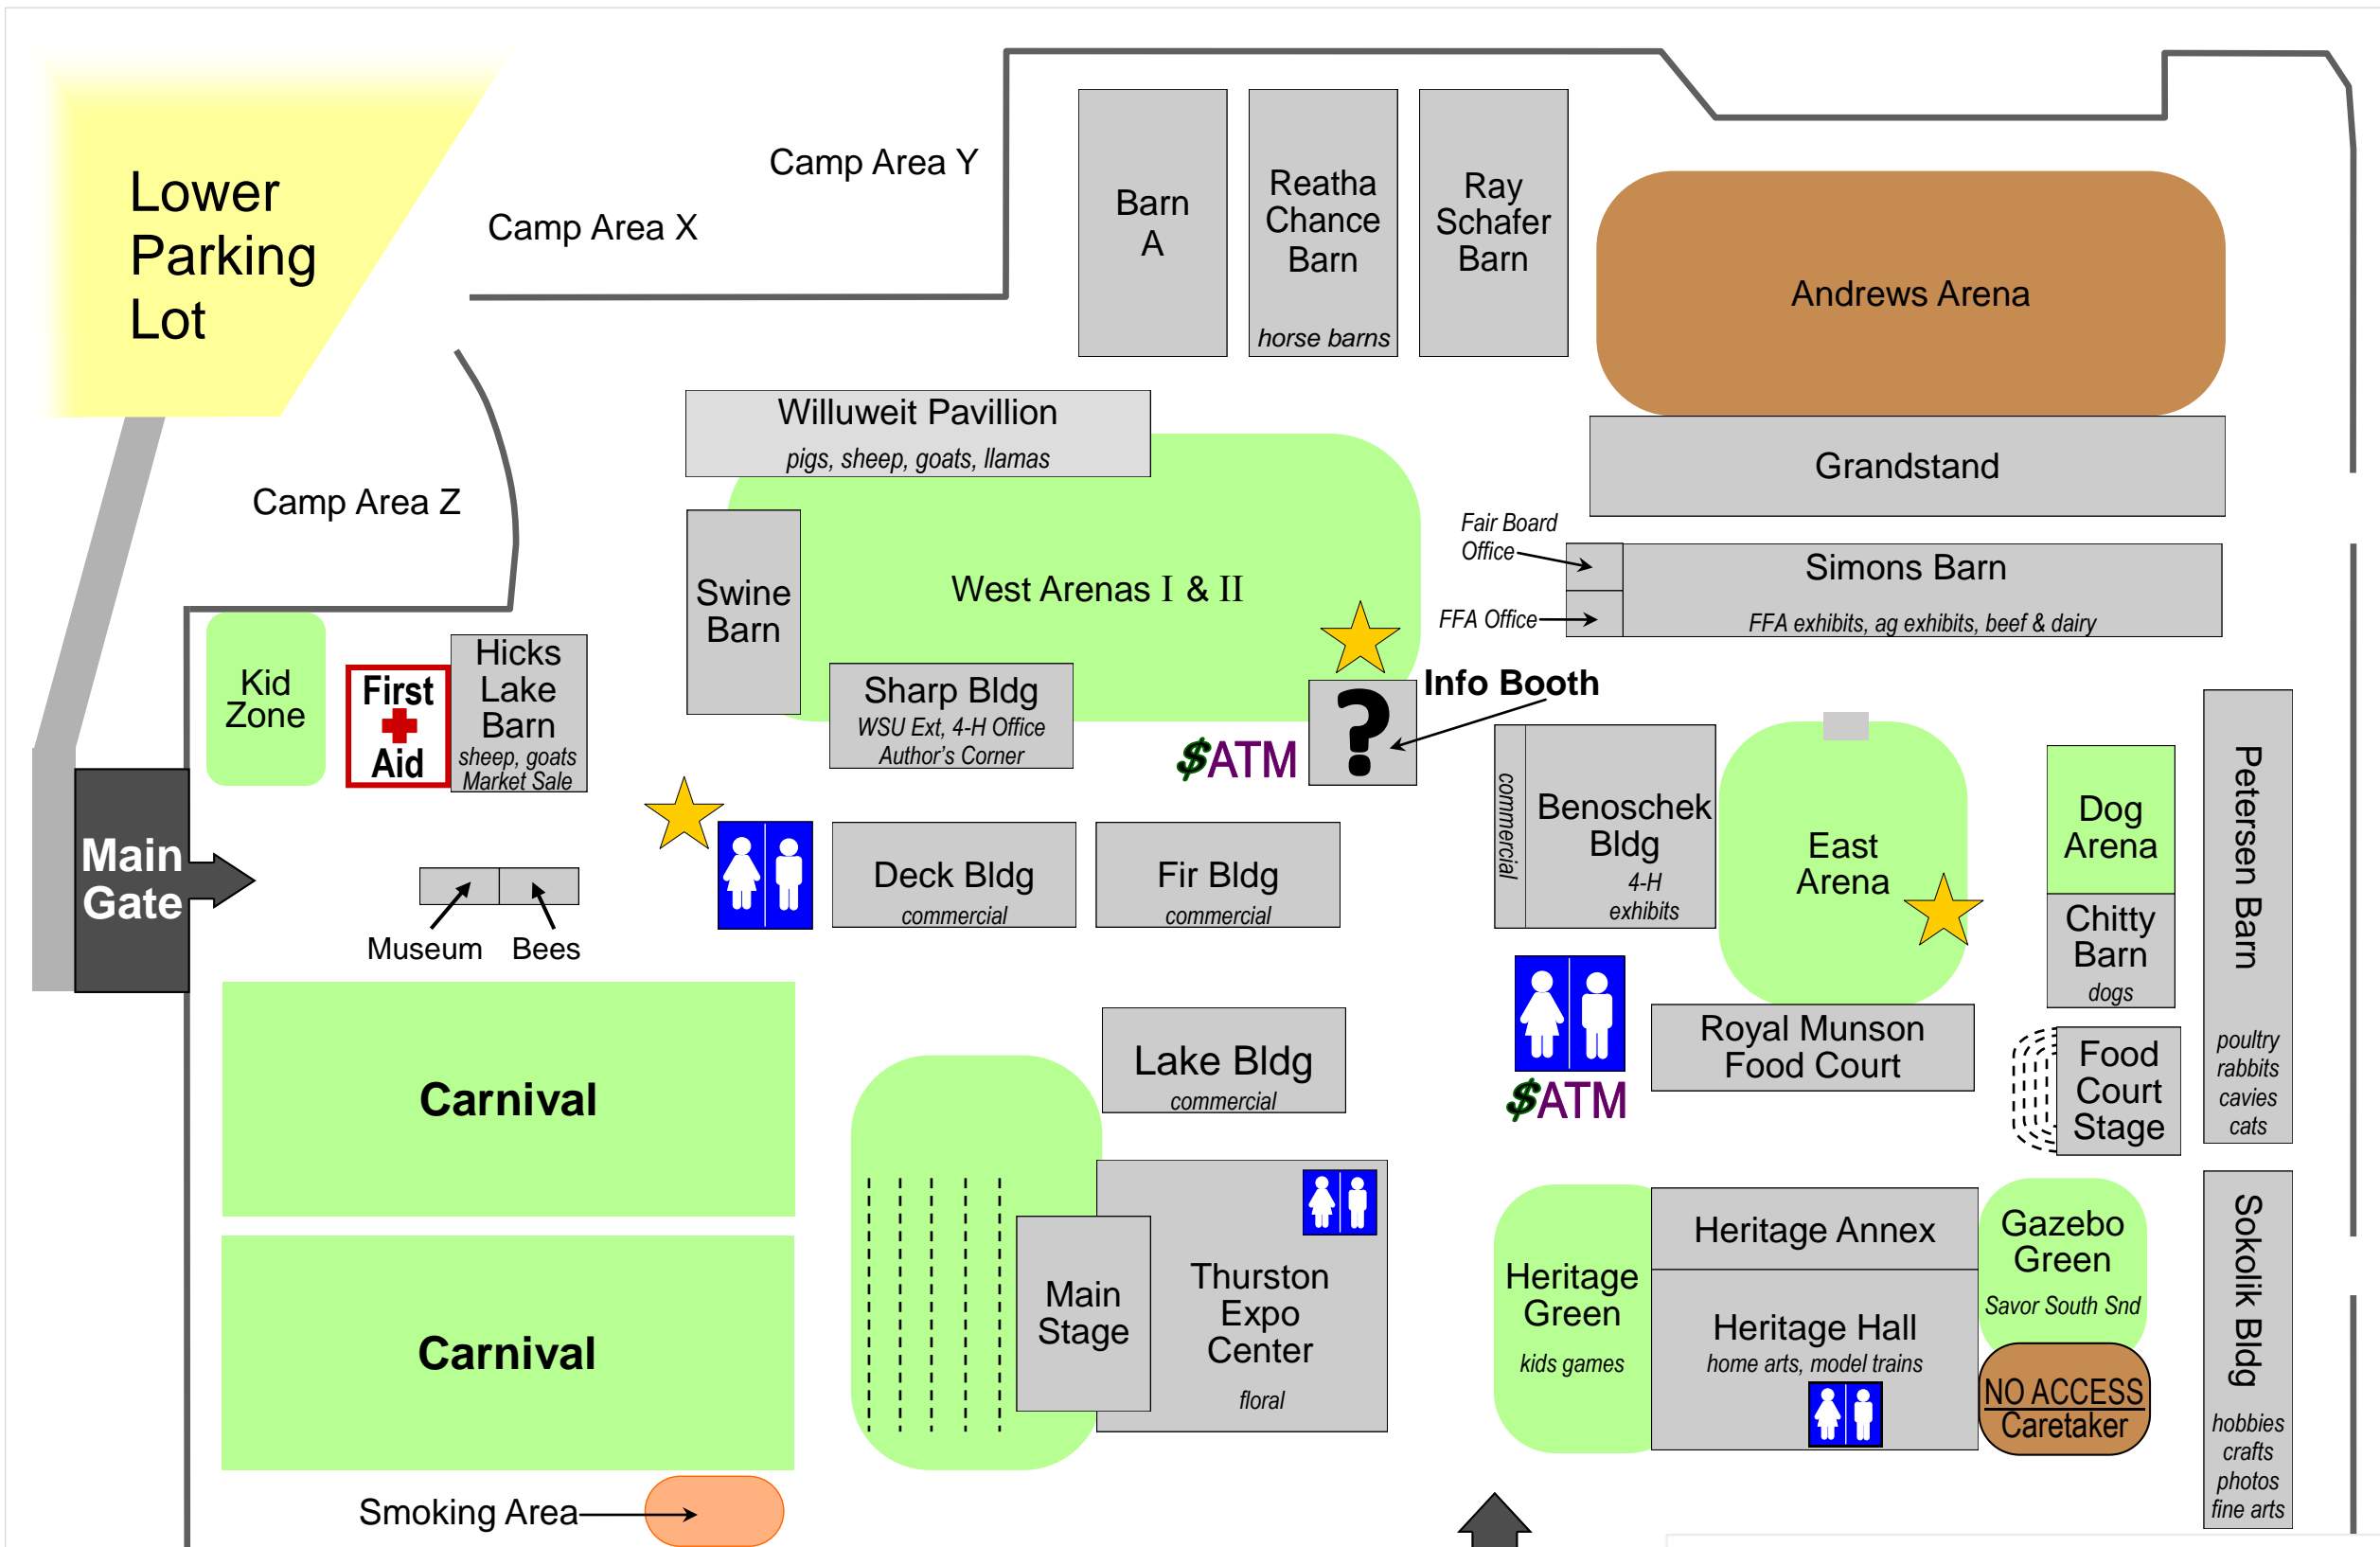 Lower
Parking
Lot
Camp Area Y
Camp Area X
Camp Area Z
Barn
A
Reatha
Chance
Barn
horse barns
Ray
Schafer
Barn
Andrews Arena
Grandstand
Willuweit Pavillion
pigs, sheep, goats, llamas
West Arenas I & II
Swine
Barn
Fair Board
Office
FFA Office
Simons Barn
FFA exhibits, ag exhibits, beef & dairy
Kid
Zone
First
Aid
Hicks
Lake
Barn
sheep, goats
Market Sale
Sharp Bldg
WSU Ext, 4-H Office
Author's Corner
$ATM
?
Info Booth
commercial
Benoschek
Bldg
4-H
exhibits
East
Arena
Dog
Arena
Chitty
Barn
dogs
Petersen Barn
poultry
rabbits
cavies
cats
Main
Gate
Museum
Bees
Deck Bldg
commercial
Fir Bldg
commercial
Lake Bldg
commercial
$ATM
Royal Munson
Food Court
Food
Court
Stage
Carnival
Carnival
Main
Stage
Thurston
Expo
Center
floral
Heritage
Green
kids games
Heritage Annex
Heritage Hall
home arts, model trains
Gazebo
Green
Savor South Snd
NO ACCESS
Caretaker
Sokolik Bldg
hobbies
crafts
photos
fine arts
Smoking Area